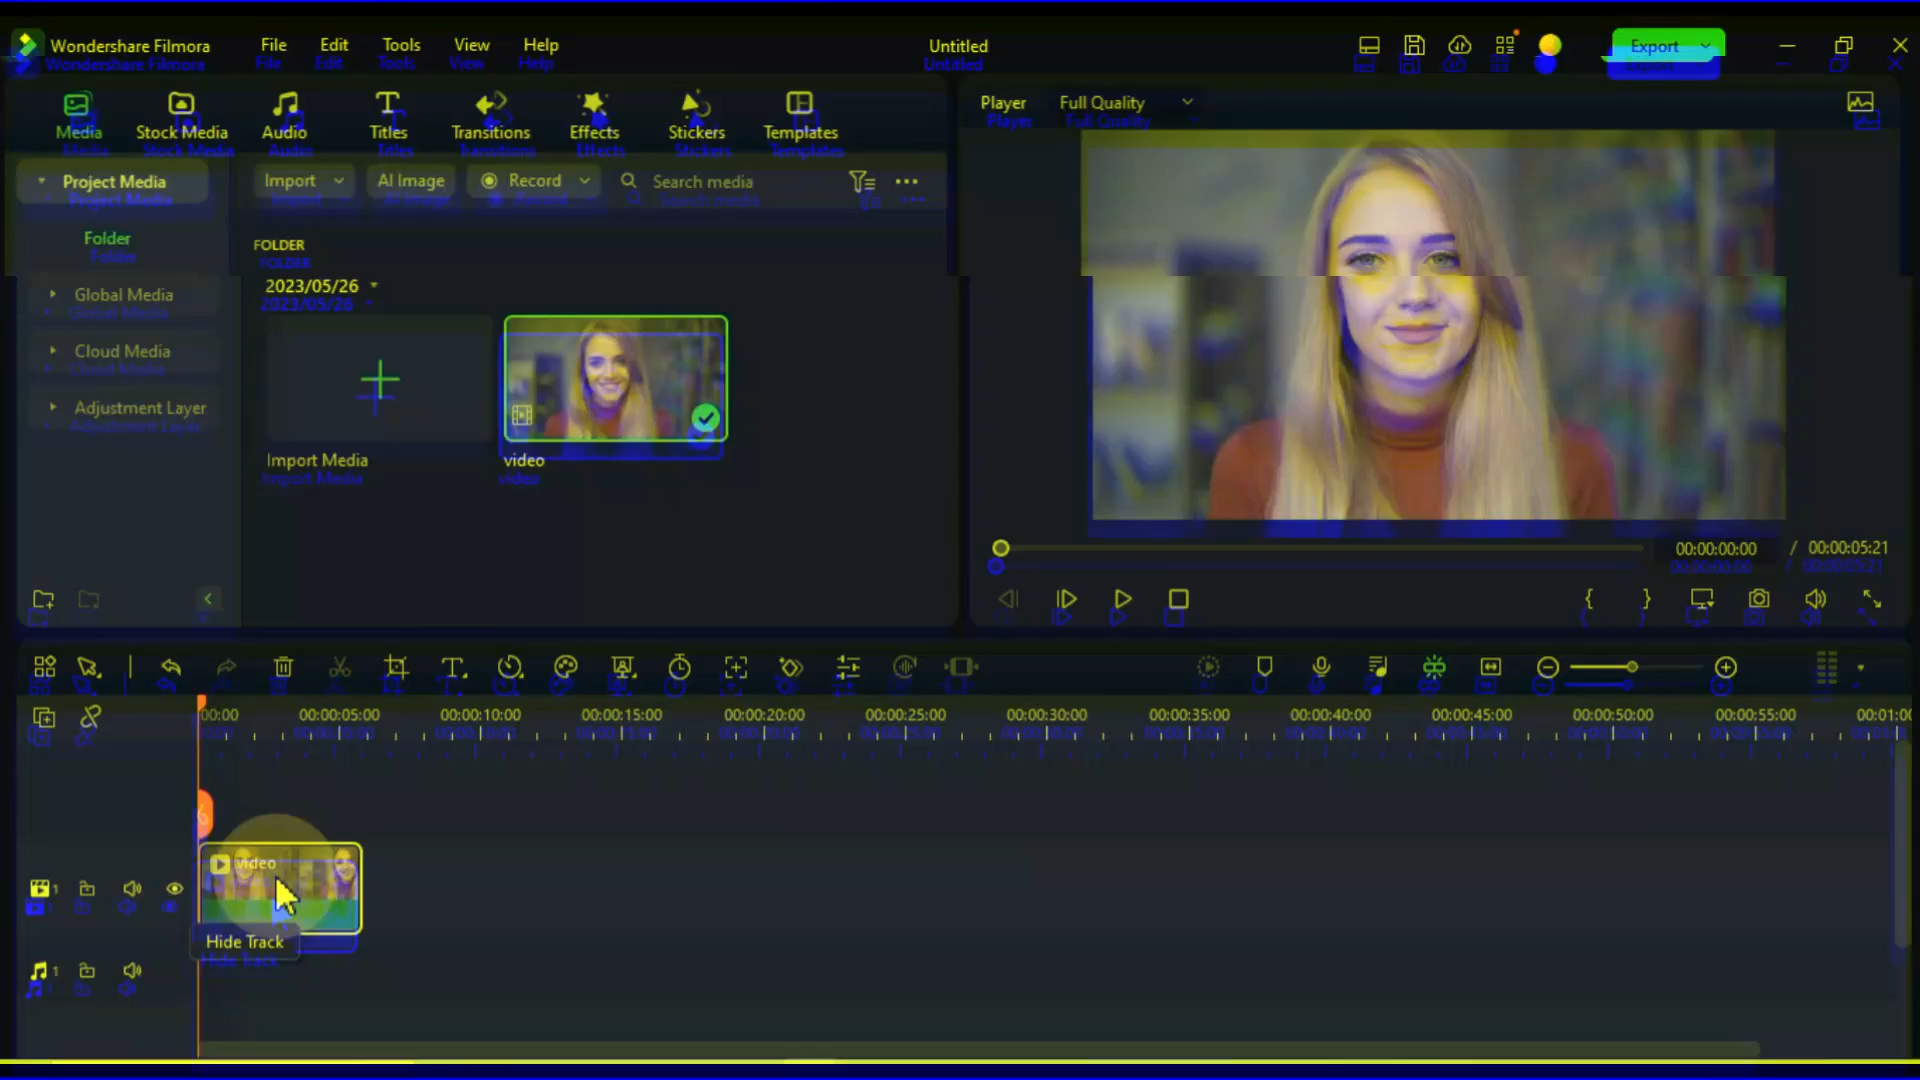 Wondershare Filmora File Edit Tools View Help Untitled Export
Media Stock Media Audio Titles Transitions Effects Stickers Templates
Player Full Quality
Project Media Import AI Image Record Search media
Folder
FOLDER
Global Media
2023/05/26
Cloud Media
Adjustment Layer
Import Media video
00:00:00:00 / 00:00:05:21
00:00 00:00:05:00 00:00:10:00 00:00:15:00 00:00:20:00 00:00:25:00 00:00:30:00 00:00:35:00 00:00:40:00 00:00:45:00 00:00:50:00 00:00:55:00 00:01:00
video
1
Hide Track
1